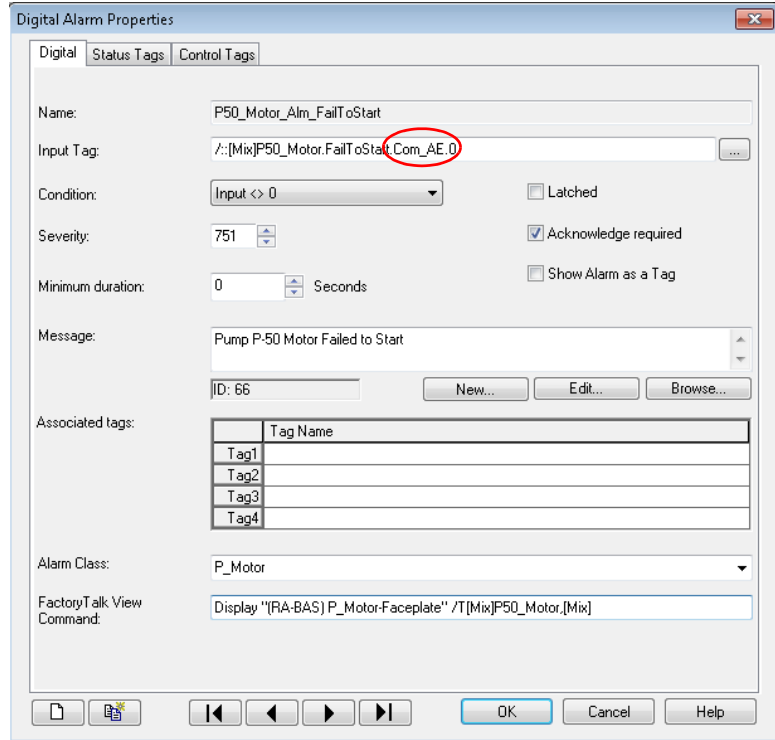 Digital Alarm Properties
Digital Status Tags Control Tags
Name: P50_Motor_Alm_FailToStart
Input Tag: /::[Mix]P50_Motor.FailToStart.Com_AE.0 ...
Condition: Input <> 0 Latched
Severity: 751 Acknowledge required
Show Alarm as a Tag
Minimum duration: 0 Seconds
Message: Pump P-50 Motor Failed to Start
ID: 66 New... Edit... Browse...
Associated tags: Tag Name
Tag1
Tag2
Tag3
Tag4
Alarm Class: P_Motor
FactoryTalk View
Command: Display "(RA-BAS) P_Motor-Faceplate" /T[Mix]P50_Motor,[Mix]
OK Cancel Help